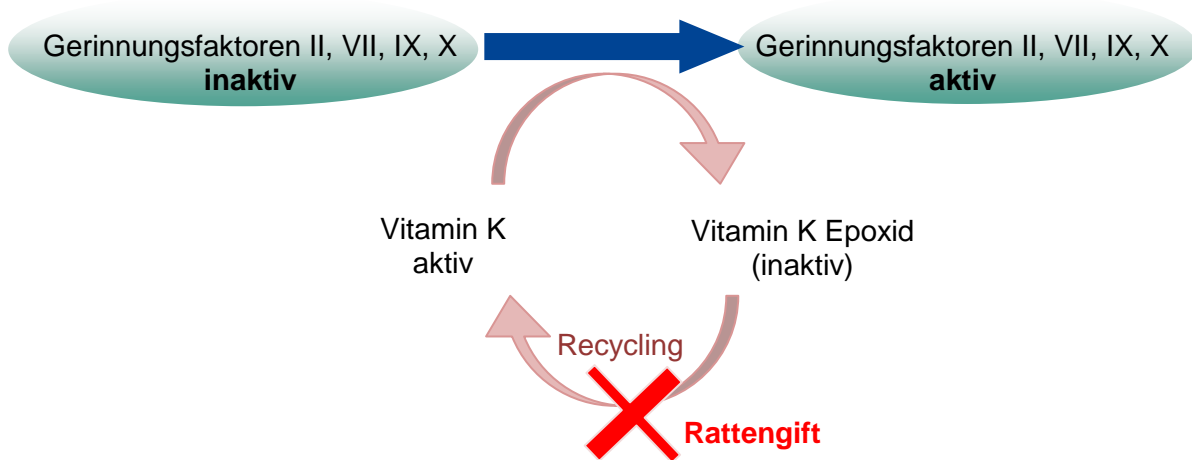 Gerinnungsfaktoren II, VII, IX, X
inaktiv
Gerinnungsfaktoren II, VII, IX, X
aktiv
Vitamin K
aktiv
Vitamin K Epoxid
(inaktiv)
Recycling
Rattengift